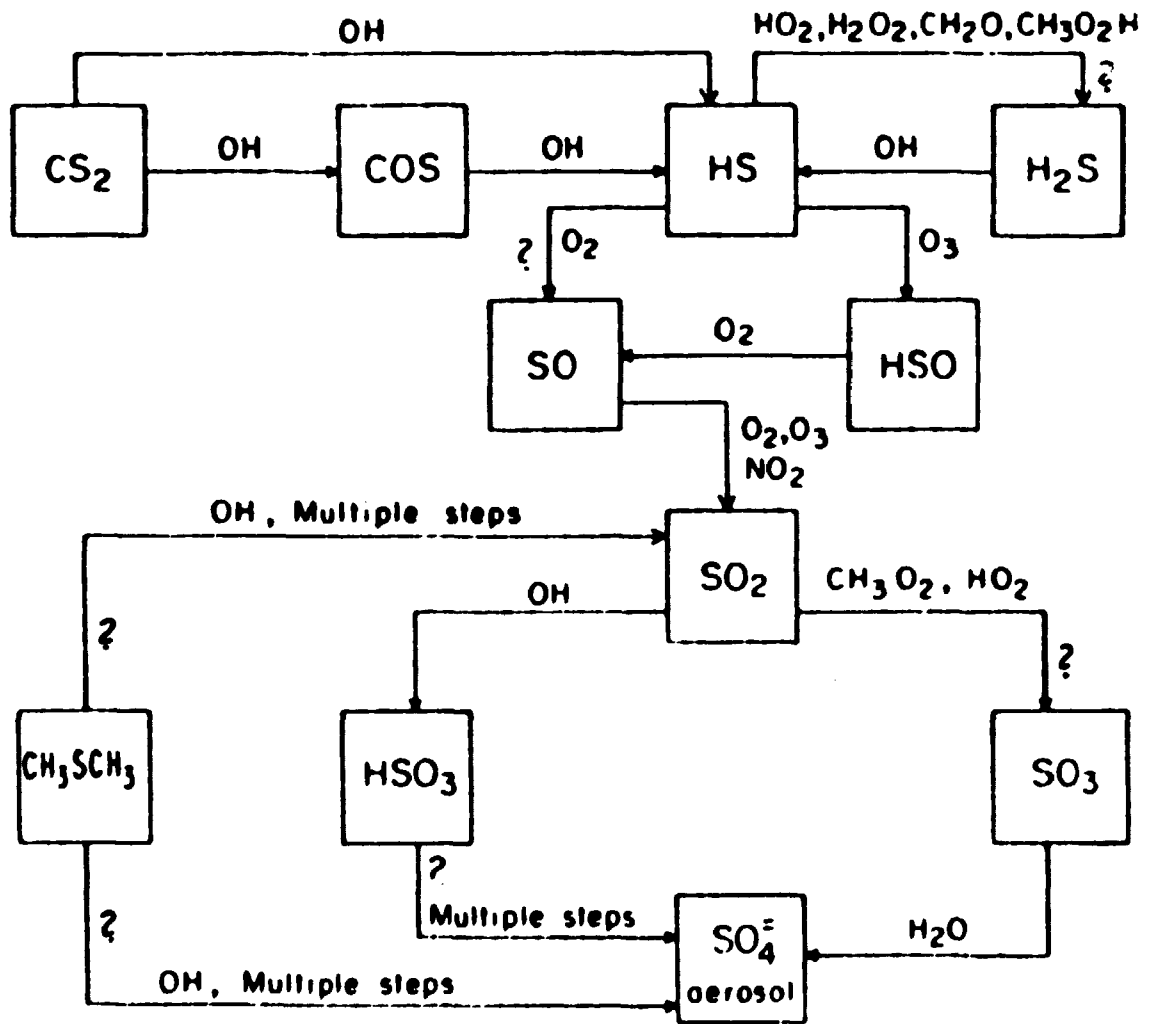 OH
HO₂,H₂O₂,CH₂O,CH₃O₂H
?
CS₂
OH
COS
OH
HS
OH
H₂S
?
O₂
O₃
SO
O₂
HSO
O₂,O₃
NO₂
OH, Multiple steps
SO₂
OH
CH₃O₂, HO₂
?
?
CH₃SCH₃
HSO₃
SO₃
?
?
Multiple steps
SO₄⁼
aerosol
H₂O
OH, Multiple steps